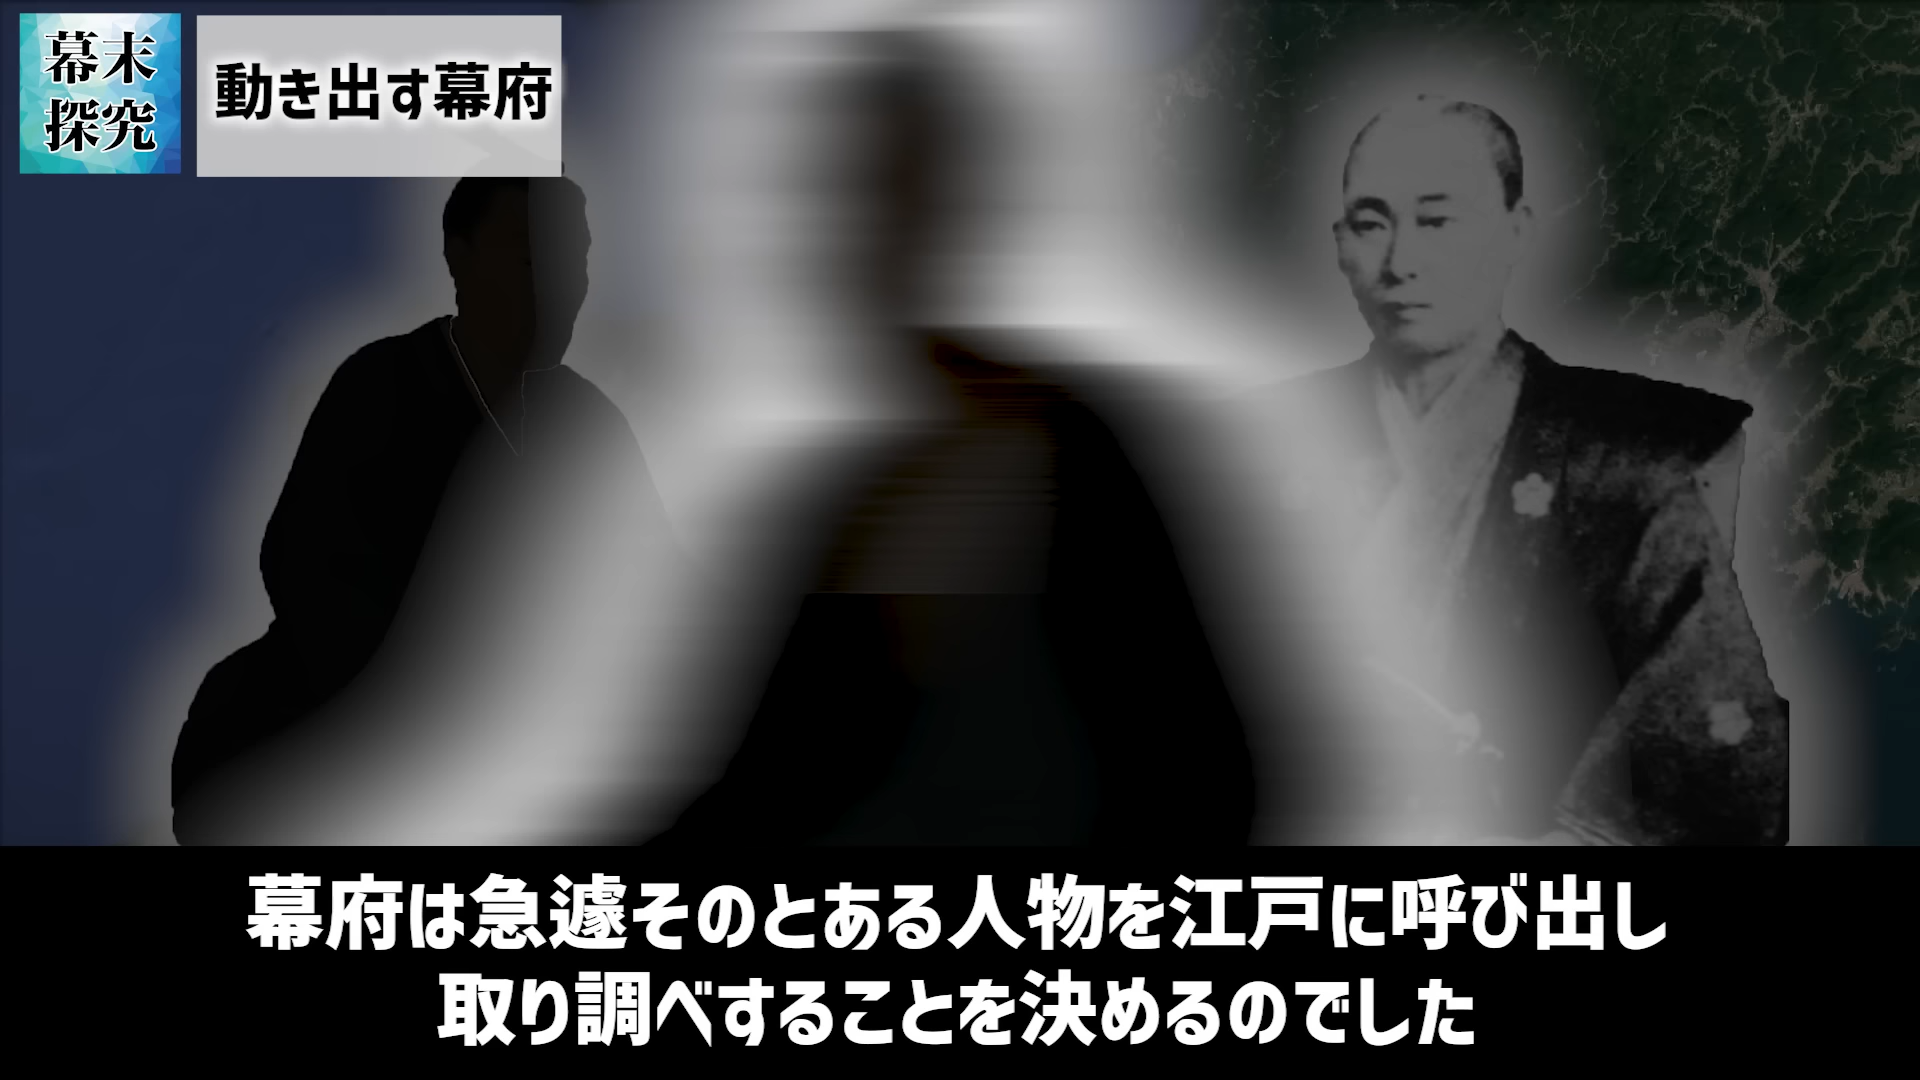 幕末
探究
動き出す幕府
幕府は急遽そのとある人物を江戸に呼び出し
取り調べすることを決めるのでした